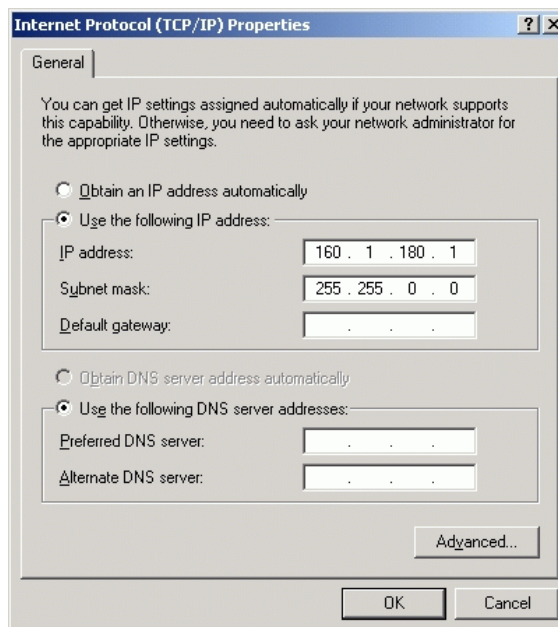 Internet Protocol (TCP/IP) Properties
General
You can get IP settings assigned automatically if your network supports
this capability. Otherwise, you need to ask your network administrator for
the appropriate IP settings.
Obtain an IP address automatically
Use the following IP address:
IP address: 160 . 1 . 180 . 1
Subnet mask: 255 . 255 . 0 . 0
Default gateway: . . .
Obtain DNS server address automatically
Use the following DNS server addresses:
Preferred DNS server: . . .
Alternate DNS server: . . .
Advanced...
OK Cancel